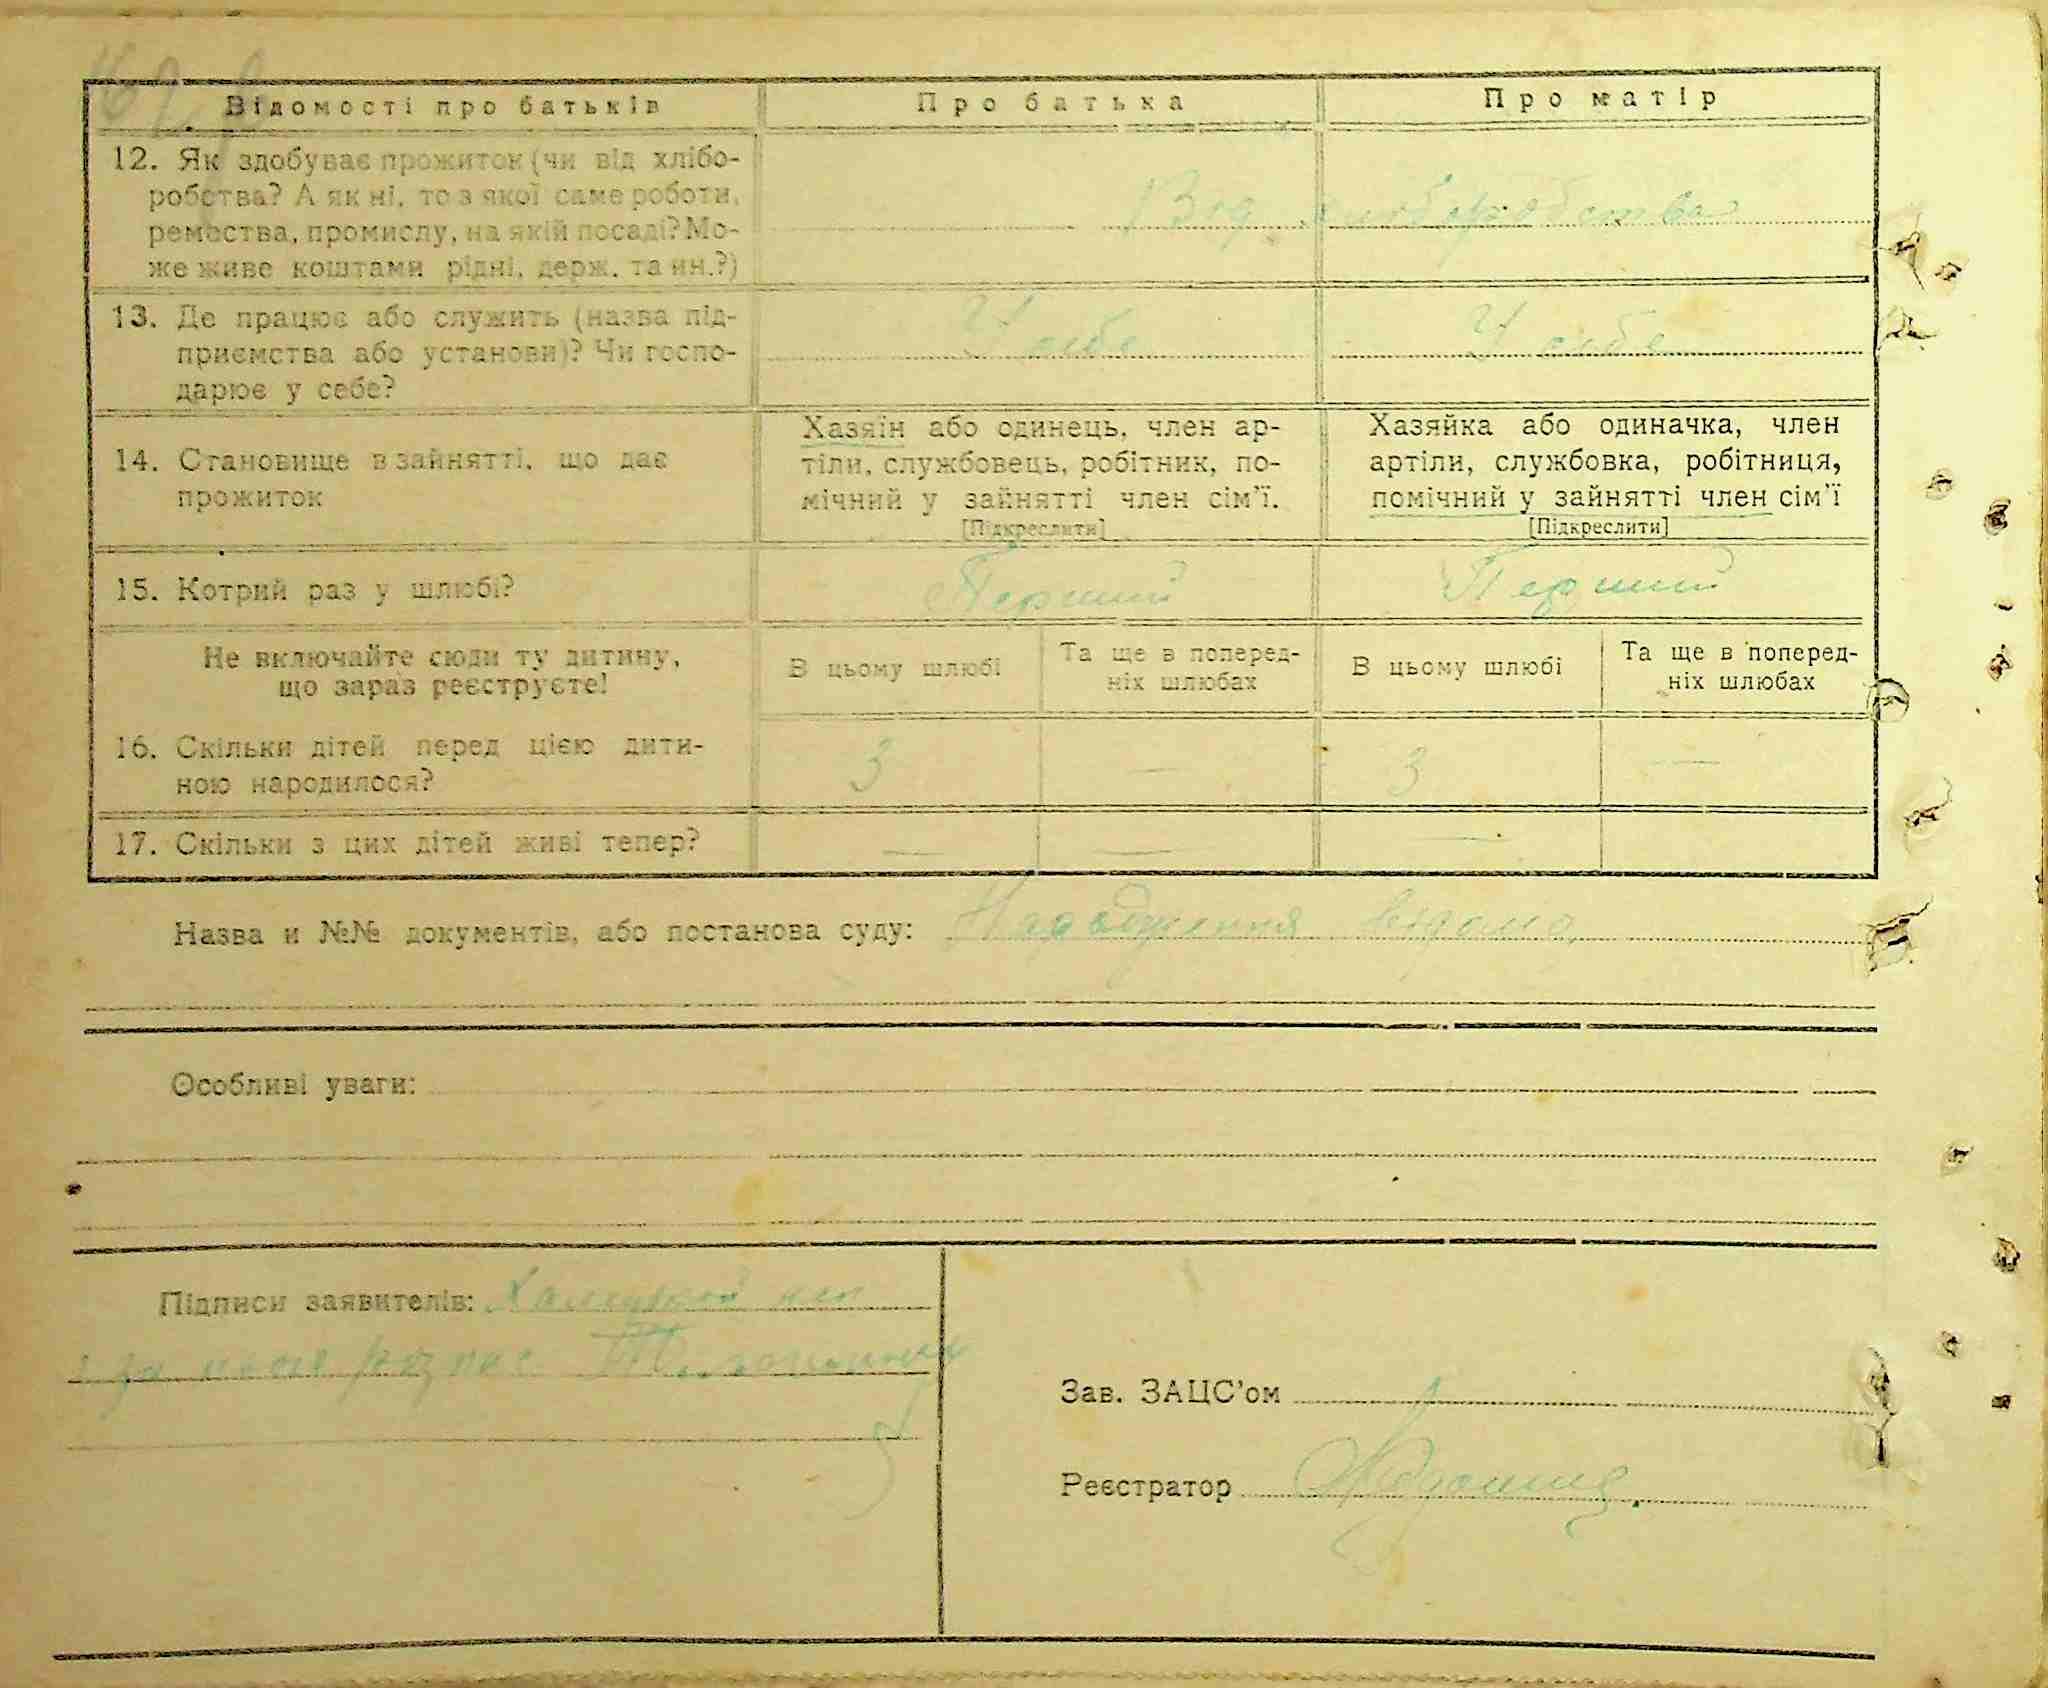 Відомості про батьків Про батька Про матір
12. Як здобуває прожиток (чи від хлібо-
робства? А як ні, то з якої саме роботи,
ремества, промислу, на якій посаді? Мо-
же живе коштами рідні, держ. та ин.?)
Від хліборобства
13. Де працює або служить (назва під-
приємства або установи)? Чи госпо-
дарює у себе?
У себе У себе
14. Становище в зайнятті, що дає
прожиток
Хазяїн або одинець, член ар-
тіли, службовець, робітник, по-
мічний у зайнятті член сім'ї.
[Підкреслити]
Хазяйка або одиначка, член
артіли, службовка, робітниця,
помічний у зайнятті член сім'ї
[Підкреслити]
15. Котрий раз у шлюбі? Перший Перший
Не включайте сюди ту дитину,
що зараз реєструєте!
В цьому шлюбі
Та ще в поперед-
ніх шлюбах
В цьому шлюбі
Та ще в поперед-
ніх шлюбах
16. Скільки дітей перед цією дити-
ною народилося?
3 — 3 —
17. Скільки з цих дітей живі тепер? — — —
Назва и №№ документів, або постанова суду: Народження відомо
Особливі уваги:
Підписи заявителів:
Зав. ЗАЦС'ом
Реєстратор